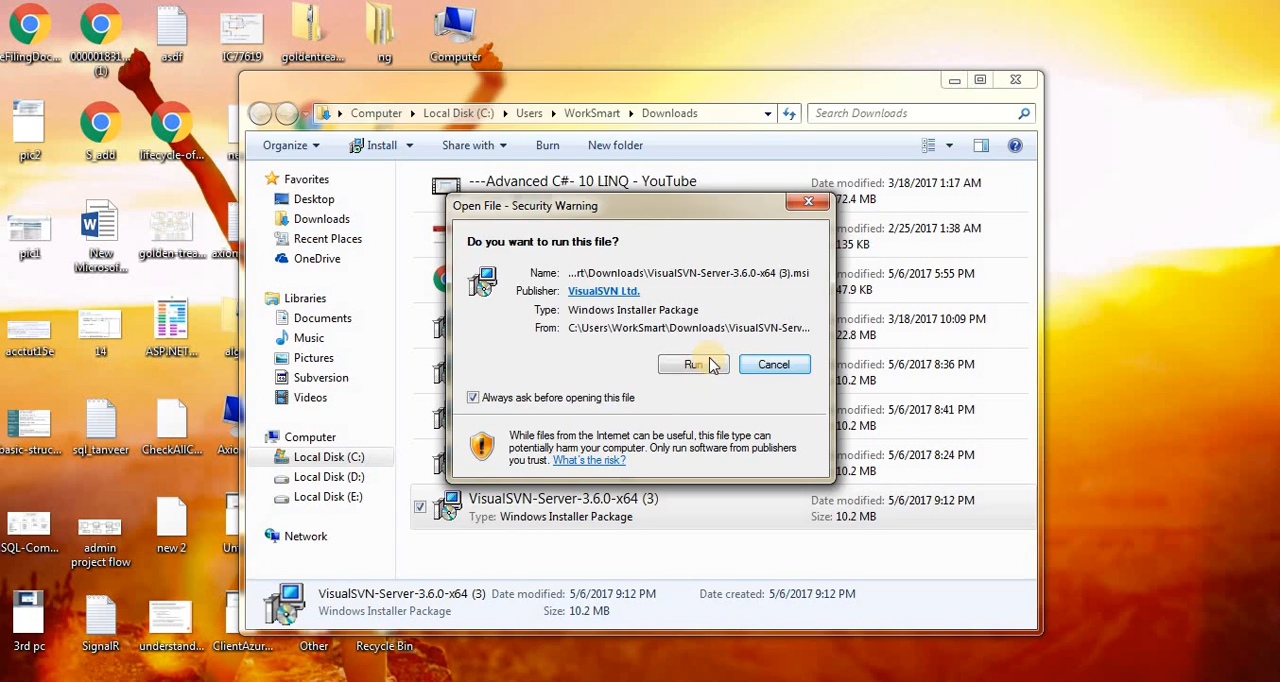 eFilingDoc...
000001831...
(1)
asdf
IC77619
goldentrea...
ng
Computer
pic2
S_add
lifecycle-of...
ne
pic1
New
Microsof...
golden-trea...
axion
acctut15e
14
ASP.NET...
alg
basic-struc...
sql_tanveer
CheckAllC...
Axio
SQL-Com...
admin
project flow
new 2
Unt
3rd pc
SignalR
understand...
ClientAzur...
Other
Recycle Bin
Computer
Local Disk (C:)
Users
WorkSmart
Downloads
Search Downloads
Organize
Install
Share with
Burn
New folder
Favorites
Desktop
Downloads
Recent Places
OneDrive
Libraries
Documents
Music
Pictures
Subversion
Videos
Computer
Local Disk (C:)
Local Disk (D:)
Local Disk (E:)
Network
---Advanced C#- 10 LINQ - YouTube
Date modified: 3/18/2017 1:17 AM
72.4 MB
2/25/2017 1:38 AM
135 KB
5/6/2017 5:55 PM
47.9 KB
3/18/2017 10:09 PM
22.8 MB
5/6/2017 8:36 PM
10.2 MB
5/6/2017 8:41 PM
10.2 MB
5/6/2017 8:24 PM
10.2 MB
VisualSVN-Server-3.6.0-x64 (3)
Type: Windows Installer Package
Date modified: 5/6/2017 9:12 PM
Size: 10.2 MB
Open File - Security Warning
Do you want to run this file?
Name: ...rt\Downloads\VisualSVN-Server-3.6.0-x64 (3).msi
Publisher: VisualSVN Ltd.
Type: Windows Installer Package
From: C:\Users\WorkSmart\Downloads\VisualSVN-Serv...
Run
Cancel
Always ask before opening this file
While files from the Internet can be useful, this file type can
potentially harm your computer. Only run software from publishers
you trust. What's the risk?
VisualSVN-Server-3.6.0-x64 (3) Date modified: 5/6/2017 9:12 PM Date created: 5/6/2017 9:12 PM
Windows Installer Package Size: 10.2 MB